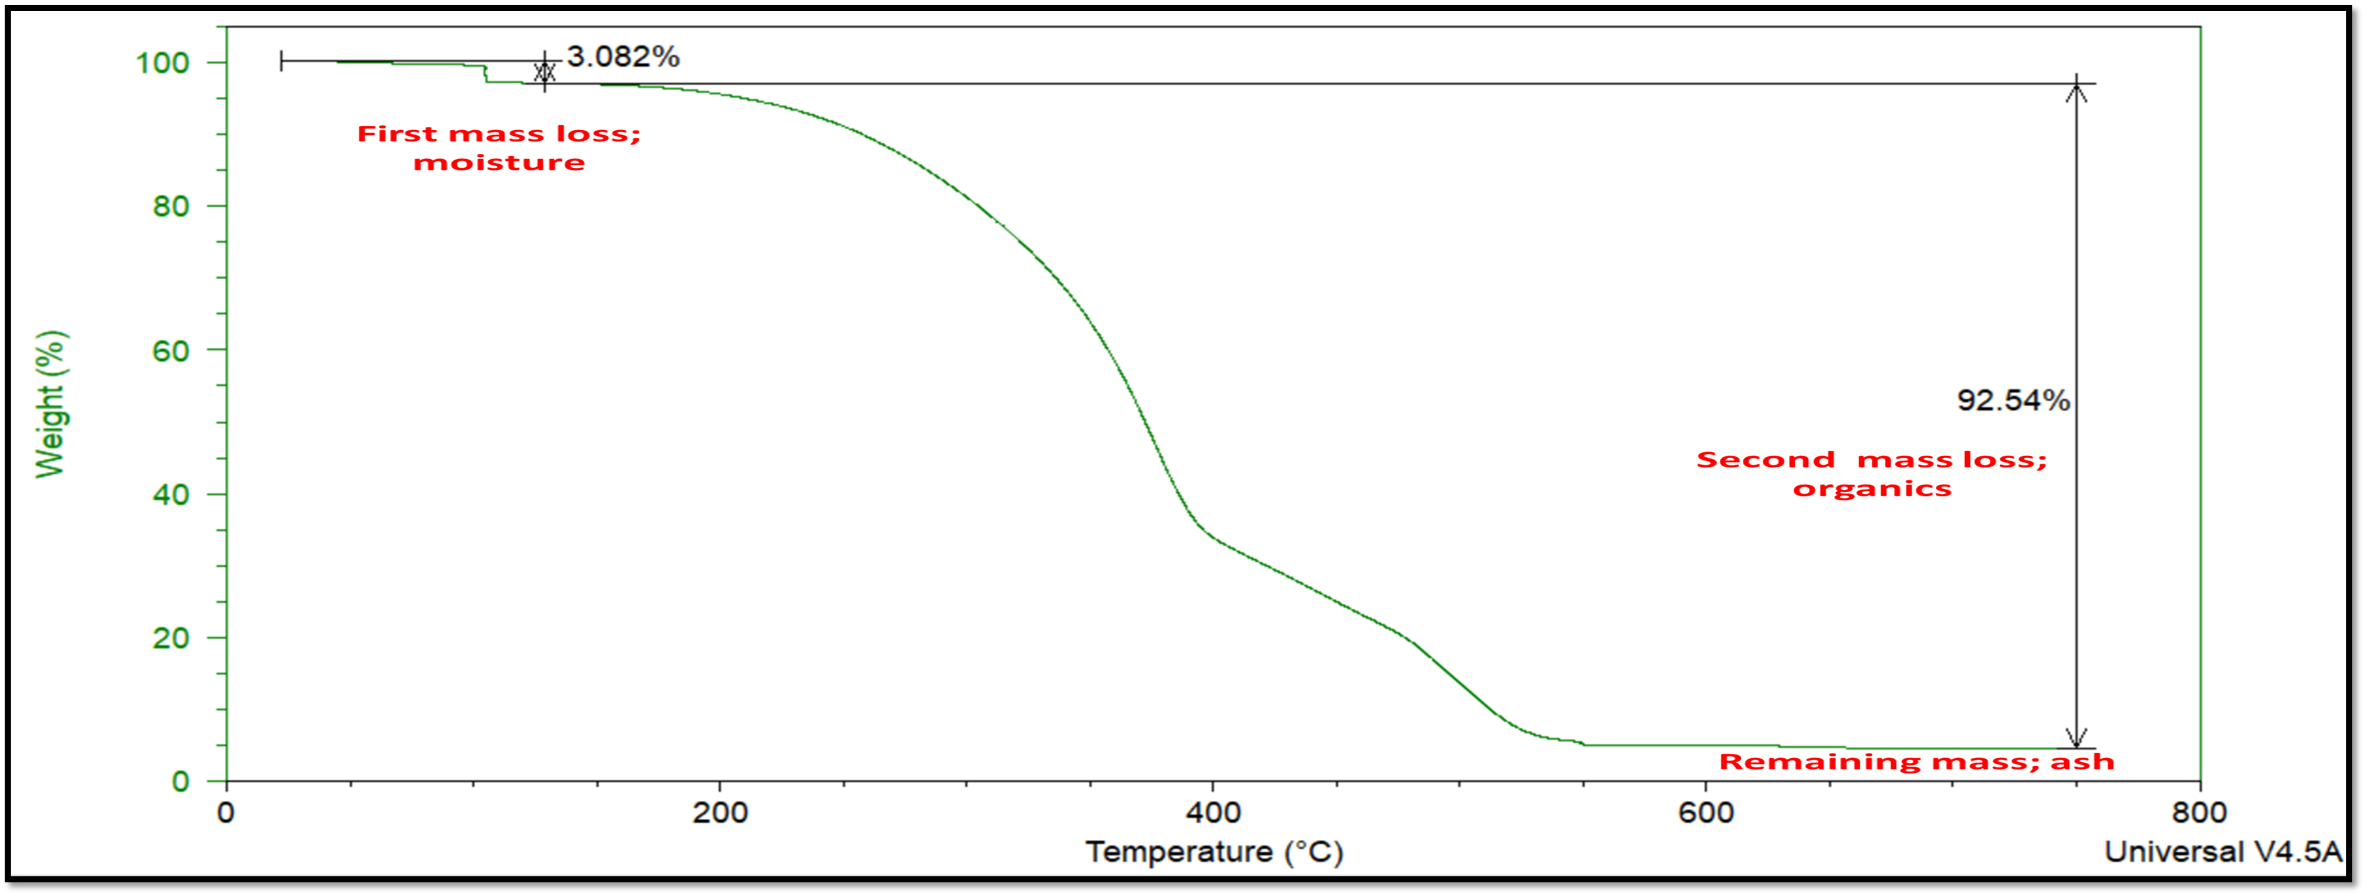 3.082%
100
First mass loss;
moisture
80
60
Weight (%)
92.54%
Second mass loss;
organics
40
20
Remaining mass; ash
0
0 200 400 600 800
Temperature (°C)
Universal V4.5A